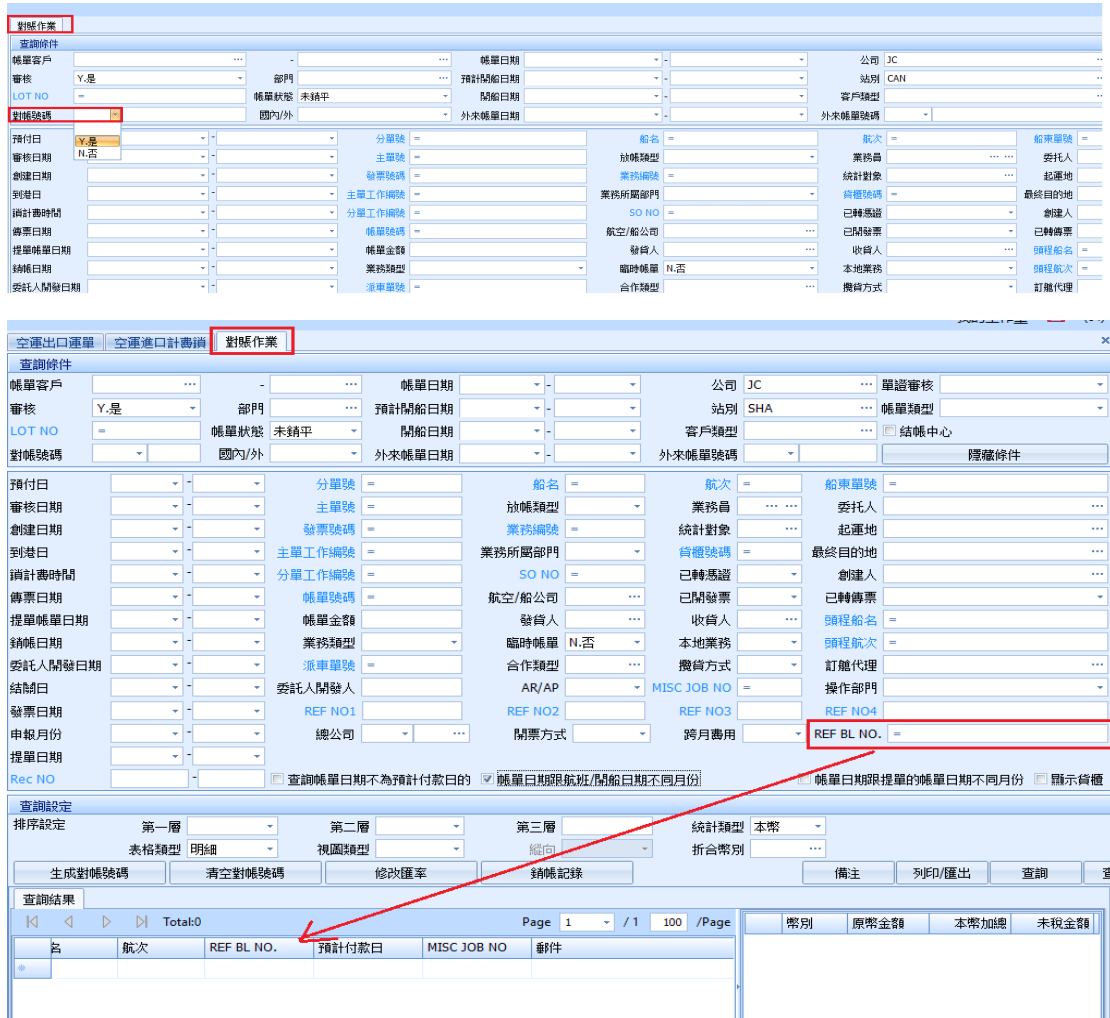 對賬作業
查詢條件
帳單客戶 ... - ... 帳單日期 - 公司 JC
審核 Y.是 部門 ... 預計開船日期 - 站別 CAN
LOT NO = 帳單狀態 未銷平 開船日期 - 客戶類型
對帳號碼 國內/外 外來帳單日期 - 外來帳單號碼
Y.是
N.否
預付日 - 分單號 = 船名 = 航次 = 船東單號 =
審核日期 - 主單號 = 放帳類型 業務員 ... ... 委托人
創建日期 - 發票號碼 = 業務編號 = 統計對象 ... 起運地
到港日 - 主單工作編號 = 業務所屬部門 貨櫃號碼 = 最終目的地
銷計費時間 - 分單工作編號 = SO NO = 已轉憑證 創建人
傳票日期 - 帳單號碼 = 航空/船公司 ... 已開發票 已轉傳票
提單帳單日期 - 帳單金額 發貨人 ... 收貨人 ... 頭程船名 =
銷帳日期 - 業務類型 臨時帳單 N.否 本地業務 頭程航次 =
委託人開發日期 - 派車單號 = 合作類型 ... 攬貨方式 訂艙代理
空運出口運單 空運進口計費銷 對賬作業 ×
查詢條件
帳單客戶 ... - ... 帳單日期 - 公司 JC ... 單證審核
審核 Y.是 部門 ... 預計開船日期 - 站別 SHA ... 帳單類型
LOT NO = 帳單狀態 未銷平 開船日期 - 客戶類型 ... 結帳中心
對帳號碼 國內/外 外來帳單日期 - 外來帳單號碼 隱藏條件
預付日 - 分單號 = 船名 = 航次 = 船東單號 =
審核日期 - 主單號 = 放帳類型 業務員 ... ... 委托人 ...
創建日期 - 發票號碼 = 業務編號 = 統計對象 ... 起運地 ...
到港日 - 主單工作編號 = 業務所屬部門 貨櫃號碼 = 最終目的地 ...
銷計費時間 - 分單工作編號 = SO NO = 已轉憑證 創建人 ...
傳票日期 - 帳單號碼 = 航空/船公司 ... 已開發票 已轉傳票
提單帳單日期 - 帳單金額 發貨人 ... 收貨人 ... 頭程船名 =
銷帳日期 - 業務類型 臨時帳單 N.否 本地業務 頭程航次 =
委託人開發日期 - 派車單號 = 合作類型 ... 攬貨方式 訂艙代理 ...
結關日 - 委託人開發人 AR/AP MISC JOB NO = 操作部門
發票日期 - REF NO1 REF NO2 REF NO3 REF NO4
申報月份 - 總公司 ... 開票方式 跨月費用 REF BL NO. =
提單日期 -
Rec NO - 查詢帳單日期不為預計付款日的 帳單日期跟航班/開船日期不同月份 帳單日期跟提單的帳單日期不同月份 顯示貨櫃
查詢設定
排序設定 第一層 第二層 第三層 統計類型 本幣
表格類型 明細 視圖類型 縱向 折合幣別 ...
生成對帳號碼 清空對帳號碼 修改匯率 銷帳記錄 備注 列印/匯出 查詢
查詢結果
Total:0 Page 1 / 1 100 /Page 幣別 原幣金額 本幣加總 未稅金額
名 航次 REF BL NO. 預計付款日 MISC JOB NO 郵件